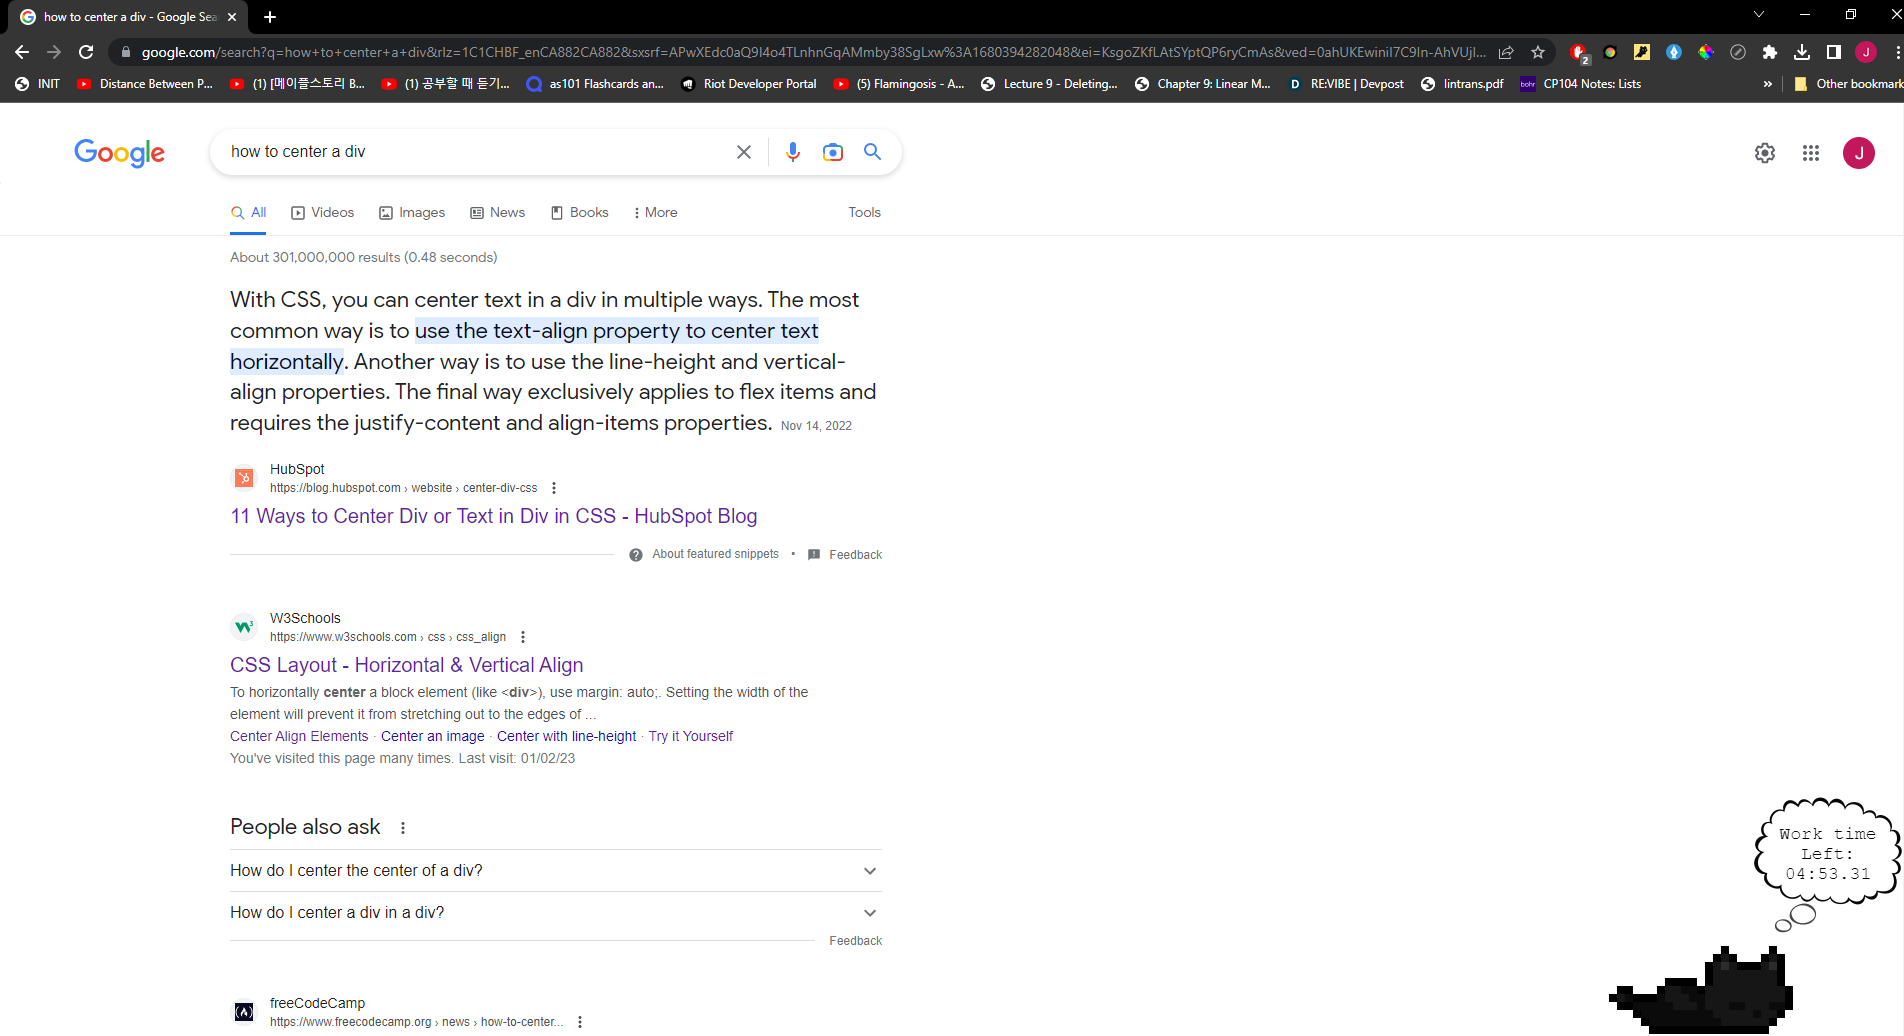 how to center a div - Google Sea
google.com/search?q=how+to+center+a+div&rlz=1C1CHBF_enCA882CA882&sxsrf=APwXEdc0aQ9I4o4TLnhnGqAMmby38SgLxw%3A1680394282048&ei=KsgoZKfLAtSYptQP6ryCmAs&ved=0ahUKEwiniI7C9In-AhVUjI...
2
J
INIT
Distance Between P...
(1) [메이플스토리 B...
(1) 공부할 때 듣기...
as101 Flashcards an...
Riot Developer Portal
(5) Flamingosis - A...
Lecture 9 - Deleting...
Chapter 9: Linear M...
D RE:VIBE | Devpost
lintrans.pdf
bohr CP104 Notes: Lists
»
Other bookmark
Google
how to center a div
J
All
Videos
Images
News
Books
More
Tools
About 301,000,000 results (0.48 seconds)
With CSS, you can center text in a div in multiple ways. The most
common way is to use the text-align property to center text
horizontally. Another way is to use the line-height and vertical-
align properties. The final way exclusively applies to flex items and
requires the justify-content and align-items properties. Nov 14, 2022
HubSpot
https://blog.hubspot.com › website › center-div-css
11 Ways to Center Div or Text in Div in CSS - HubSpot Blog
About featured snippets • Feedback
W3Schools
https://www.w3schools.com › css › css_align
CSS Layout - Horizontal & Vertical Align
To horizontally center a block element (like <div>), use margin: auto;. Setting the width of the
element will prevent it from stretching out to the edges of ...
Center Align Elements · Center an image · Center with line-height · Try it Yourself
You've visited this page many times. Last visit: 01/02/23
People also ask
How do I center the center of a div?
How do I center a div in a div?
Feedback
freeCodeCamp
https://www.freecodecamp.org › news › how-to-center...
Work time
Left:
04:53.31